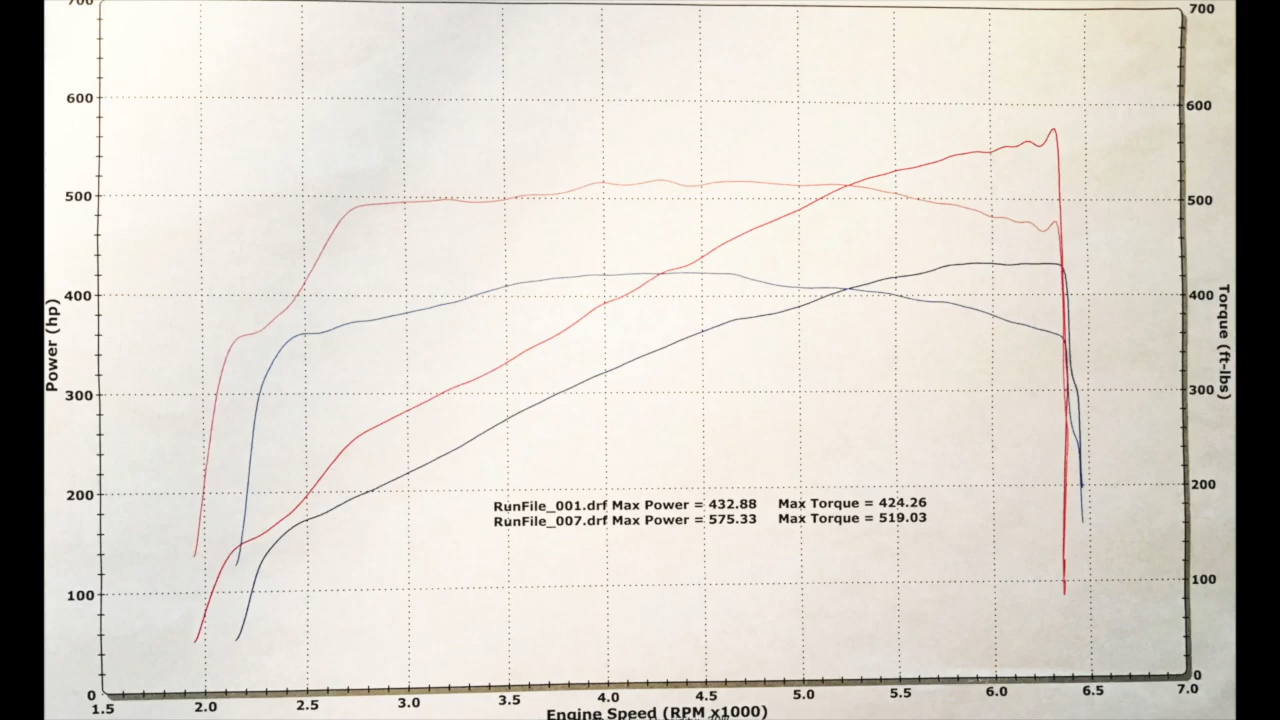 700
700
600
600
500
500
400
400
Power (hp)
Torque (ft-lbs)
300
300
RunFile_001.drf Max Power = 432.88 Max Torque = 424.26
RunFile_007.drf Max Power = 575.33 Max Torque = 519.03
200
200
100
100
0
0
1.5 2.0 2.5 3.0 3.5 4.0 4.5 5.0 5.5 6.0 6.5 7.0
Engine Speed (RPM x1000)